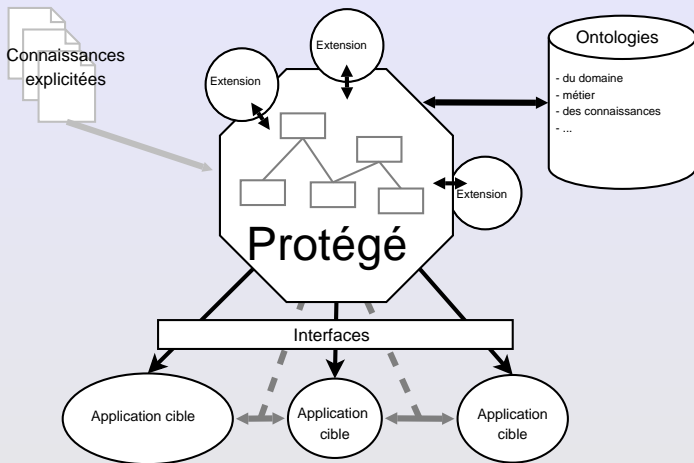 Connaissances
explicitées
Extension
Extension
Extension
Ontologies
- du domaine
- métier
- des connaissances
- ...
Protégé
Interfaces
Application cible
Application
cible
Application
cible